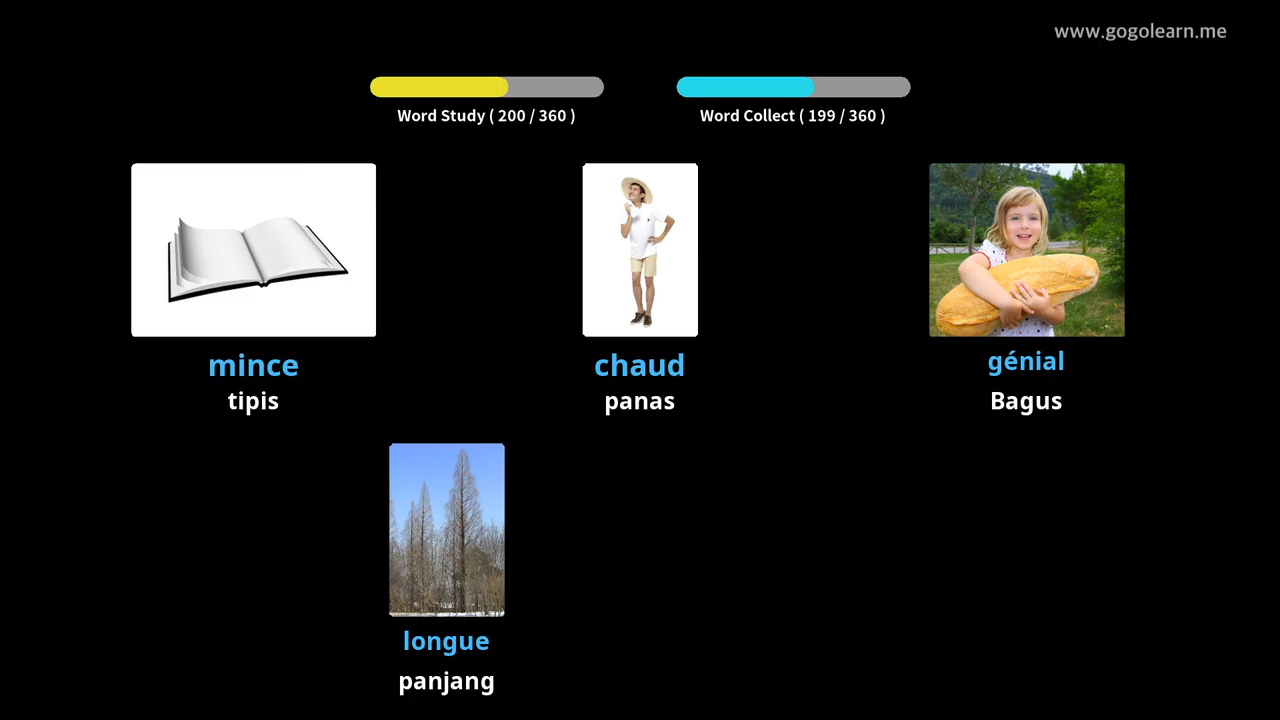 www.gogolearn.me
Word Study ( 200 / 360 )
Word Collect ( 199 / 360 )
mince
tipis
chaud
panas
génial
Bagus
longue
panjang